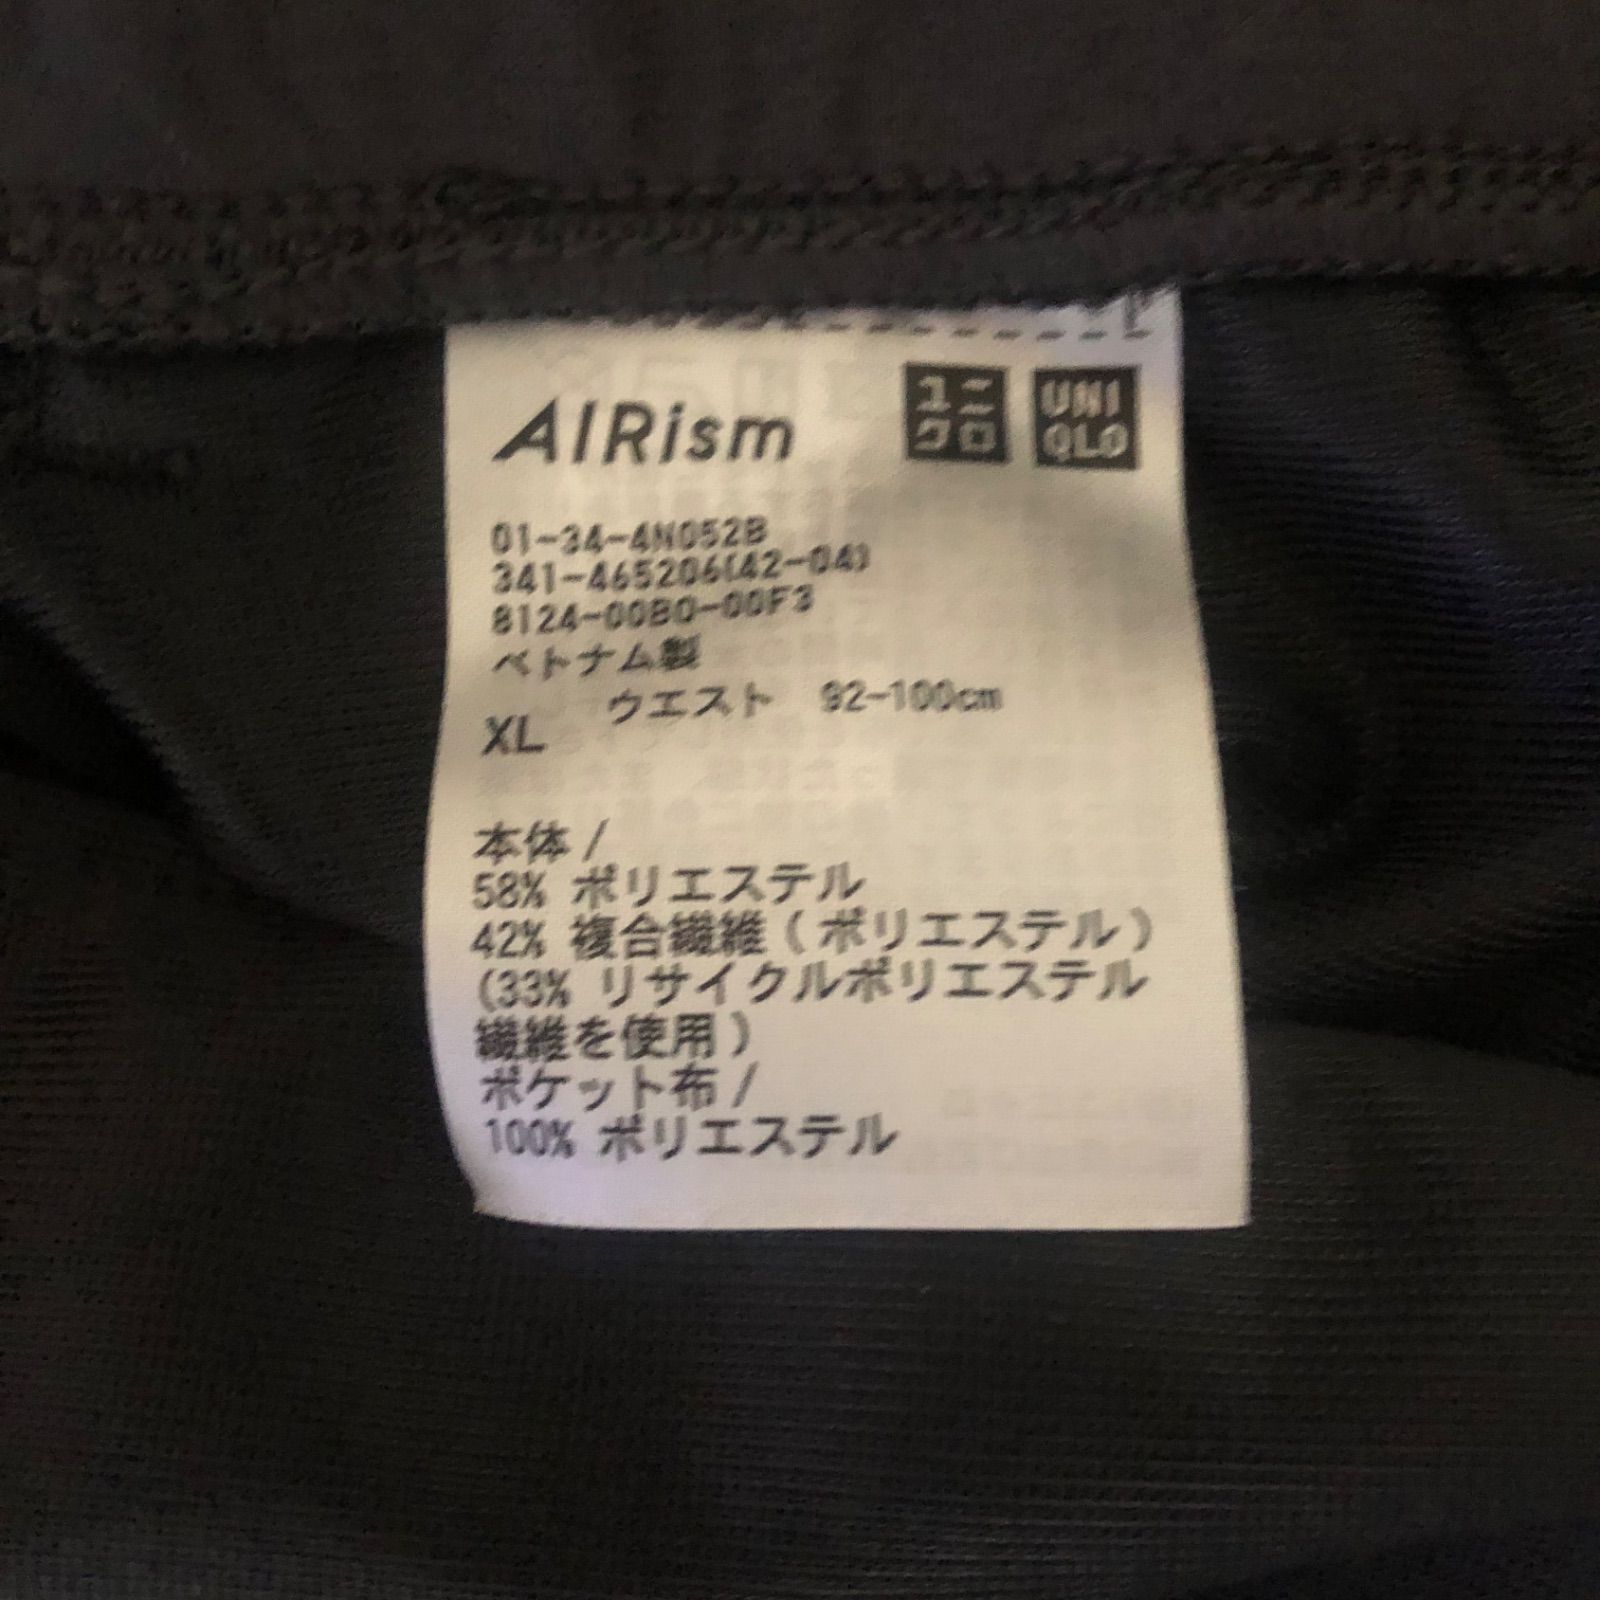 AIRism ユニクロ UNIQLO
01-34-4N052B
341-465206(42-04)
8124-00B0-00F3
ベトナム製
ウエスト 92-100cm
XL
本体/
58% ポリエステル
42% 複合繊維(ポリエステル)
(33% リサイクルポリエステル
繊維を使用)
ポケット布/
100% ポリエステル